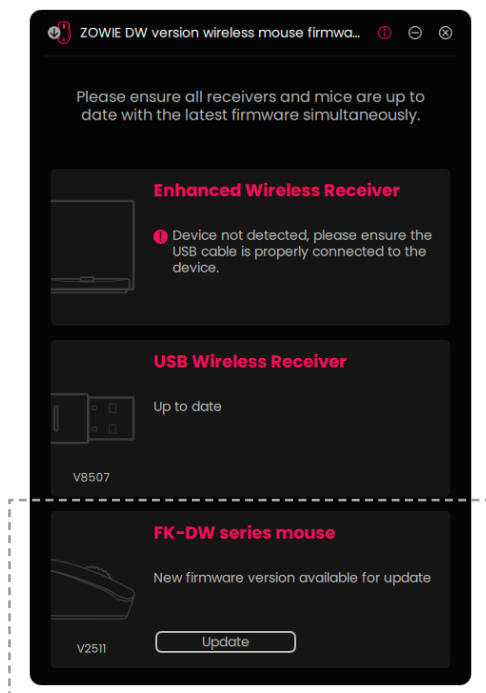 ZOWIE DW version wireless mouse firmwa...
Please ensure all receivers and mice are up to
date with the latest firmware simultaneously.
Enhanced Wireless Receiver
Device not detected, please ensure the
USB cable is properly connected to the
device.
USB Wireless Receiver
Up to date
V8507
FK-DW series mouse
New firmware version available for update
V2511
Update